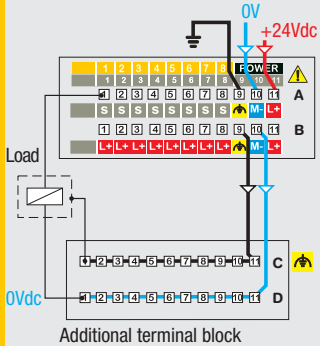 0V
+24Vdc
1 2 3 4 5 6 7 8 POWER
1 2 3 4 5 6 7 8 9 10 11
1 2 3 4 5 6 7 8 9 10 11 A
S S S S S S S S M- L+
1 2 3 4 5 6 7 8 9 10 11 B
L+ L+ L+ L+ L+ L+ L+ L+ M- L+
Load
1 2 3 4 5 6 7 8 9 10 11 C
0Vdc
1 2 3 4 5 6 7 8 9 10 11 D
Additional terminal block